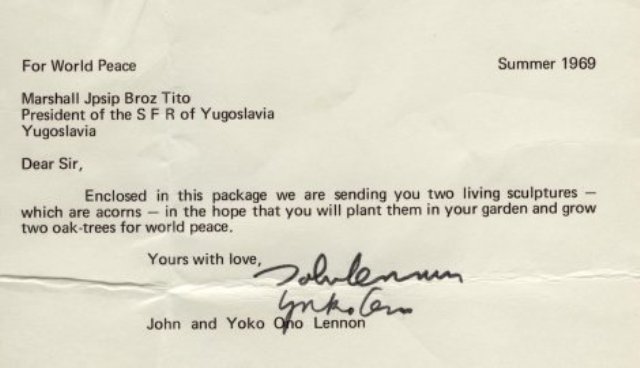 For World Peace
Summer 1969
Marshall Jpsip Broz Tito
President of the S F R of Yugoslavia
Yugoslavia
Dear Sir,
Enclosed in this package we are sending you two living sculptures —
which are acorns — in the hope that you will plant them in your garden and grow
two oak-trees for world peace.
Yours with love,
John Lennon
Yoko Ono
John and Yoko Ono Lennon